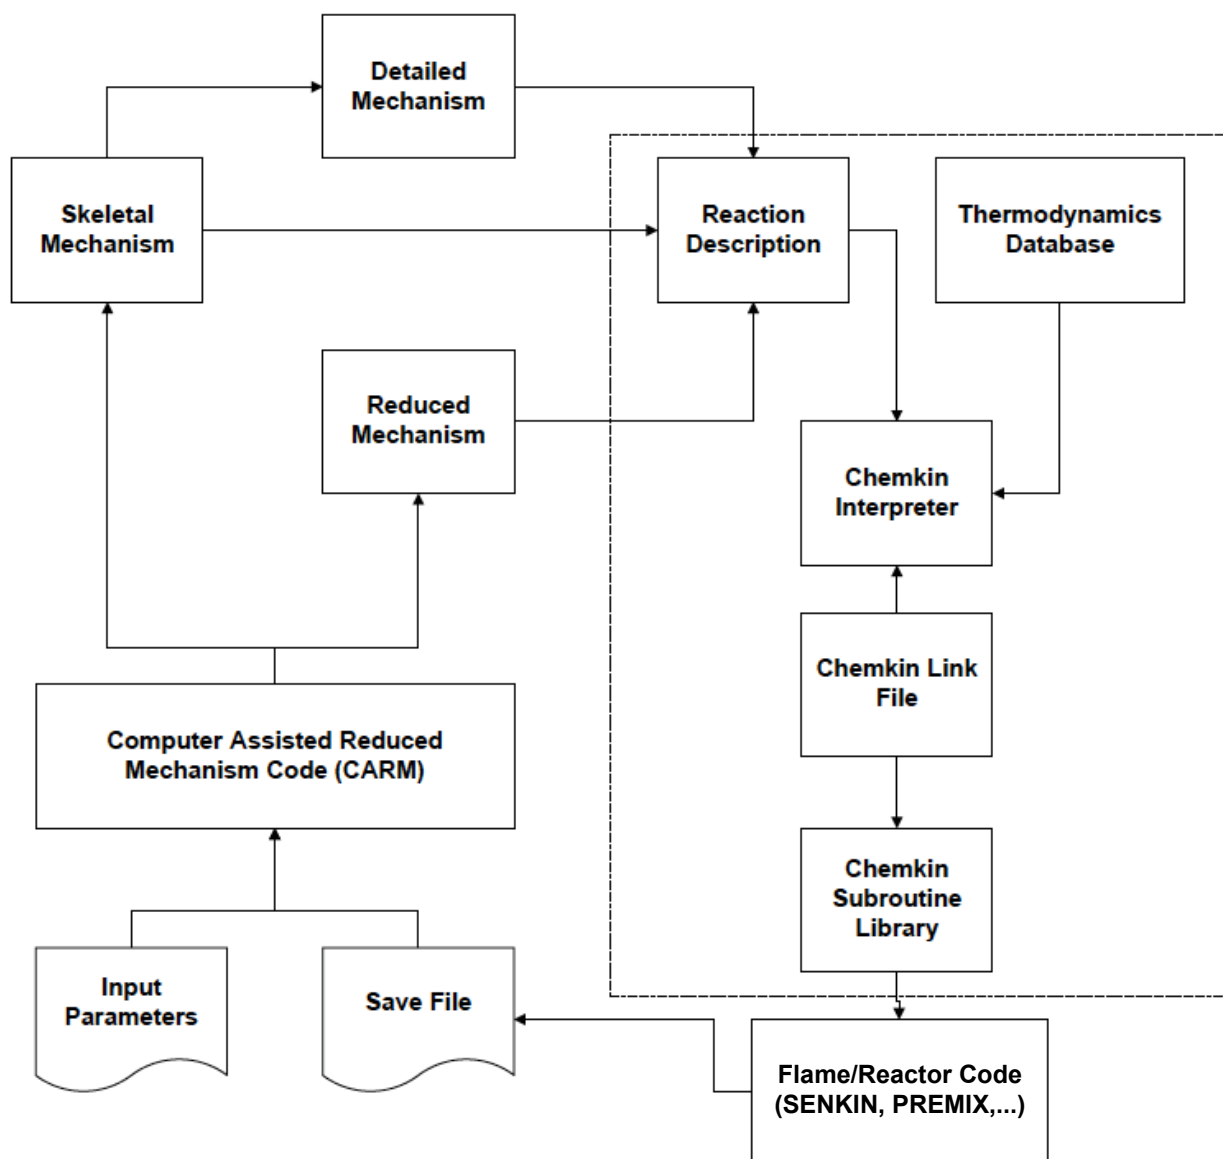 Detailed
Mechanism
Skeletal
Mechanism
Reaction
Description
Thermodynamics
Database
Reduced
Mechanism
Chemkin
Interpreter
Chemkin Link
File
Computer Assisted Reduced
Mechanism Code (CARM)
Chemkin
Subroutine
Library
Input
Parameters
Save File
Flame/Reactor Code
(SENKIN, PREMIX,...)